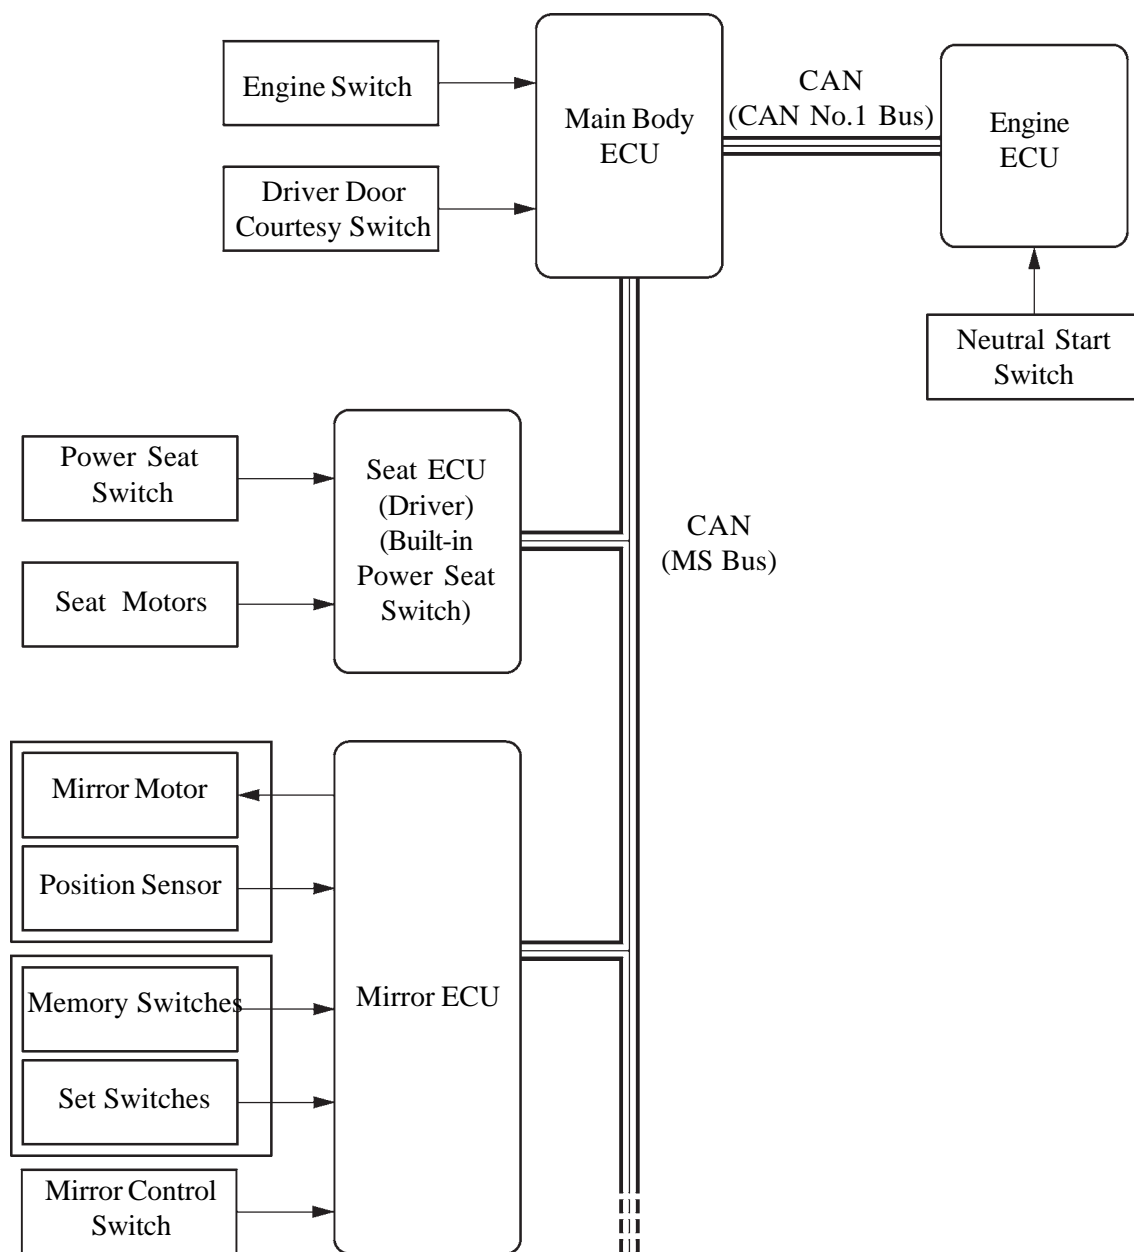 Engine Switch
Driver Door
Courtesy Switch
Main Body
ECU
CAN
(CAN No.1 Bus)
Engine
ECU
Neutral Start
Switch
Power Seat
Switch
Seat Motors
Seat ECU
(Driver)
(Built-in
Power Seat
Switch)
CAN
(MS Bus)
Mirror Motor
Position Sensor
Memory Switches
Set Switches
Mirror Control
Switch
Mirror ECU